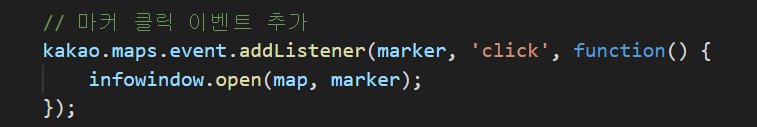 // 마커 클릭 이벤트 추가
kakao.maps.event.addListener(marker, 'click', function() {
    infowindow.open(map, marker);
});